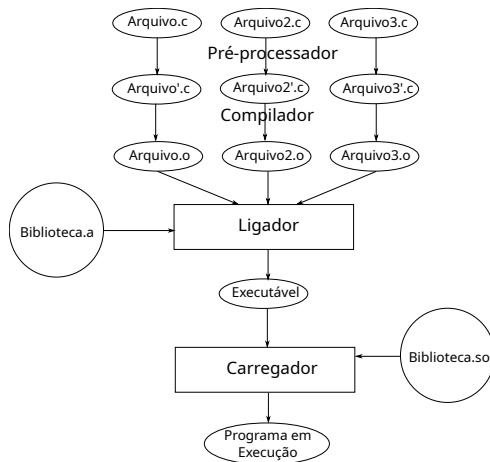 Arquivo.c
Arquivo2.c
Arquivo3.c
Pré-processador
Arquivo'.c
Arquivo2'.c
Arquivo3'.c
Compilador
Arquivo.o
Arquivo2.o
Arquivo3.o
Biblioteca.a
Ligador
Executável
Biblioteca.so
Carregador
Programa em
Execução